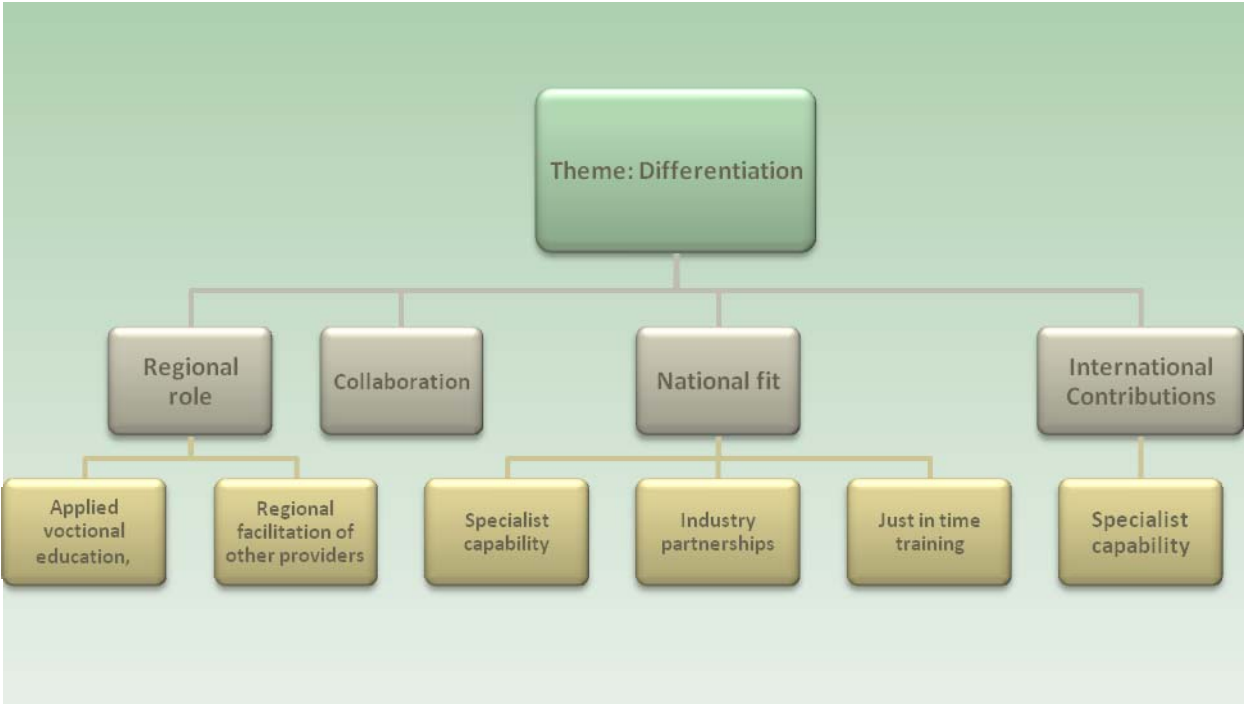 Theme: Differentiation
Regional
role
Collaboration
National fit
International
Contributions
Applied
voctional
education,
Regional
facilitation of
other providers
Specialist
capability
Industry
partnerships
Just in time
training
Specialist
capability